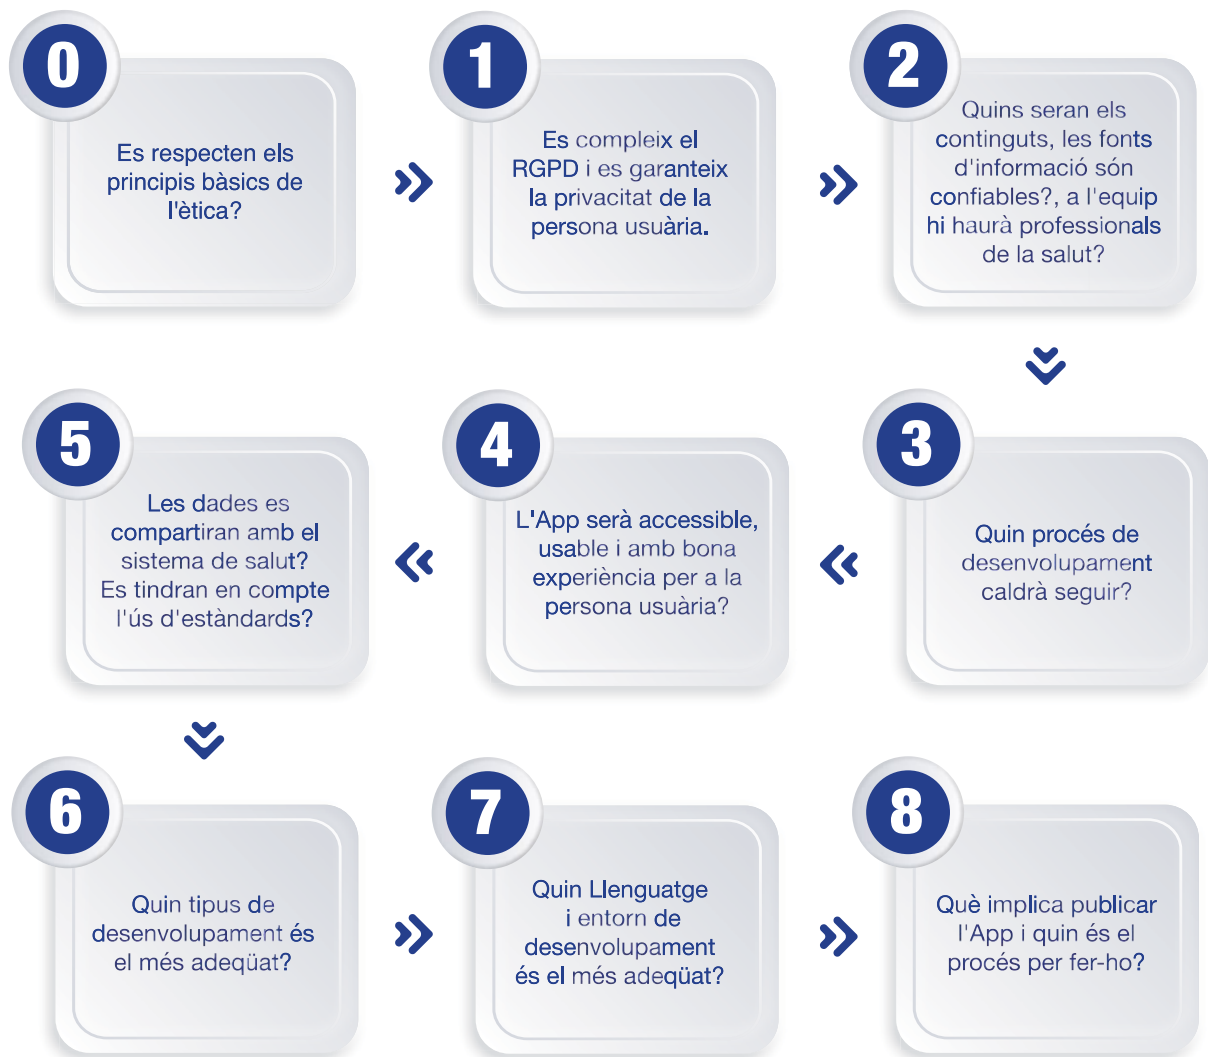 0
Es respecten els
principis bàsics de
l'ètica?
1
Es compleix el
RGPD i es garanteix
la privacitat de la
persona usuària.
2
Quins seran els
continguts, les fonts
d'informació són
confiables?, a l'equip
hi haurà professionals
de la salut?
3
Quin procés de
desenvolupament
caldrà seguir?
4
L'App serà accessible,
usable i amb bona
experiència per a la
persona usuària?
5
Les dades es
compartiran amb el
sistema de salut?
Es tindran en compte
l'ús d'estàndards?
6
Quin tipus de
desenvolupament és
el més adeqüat?
7
Quin Llenguatge
i entorn de
desenvolupament
és el més adeqüat?
8
Què implica publicar
l'App i quin és el
procés per fer-ho?